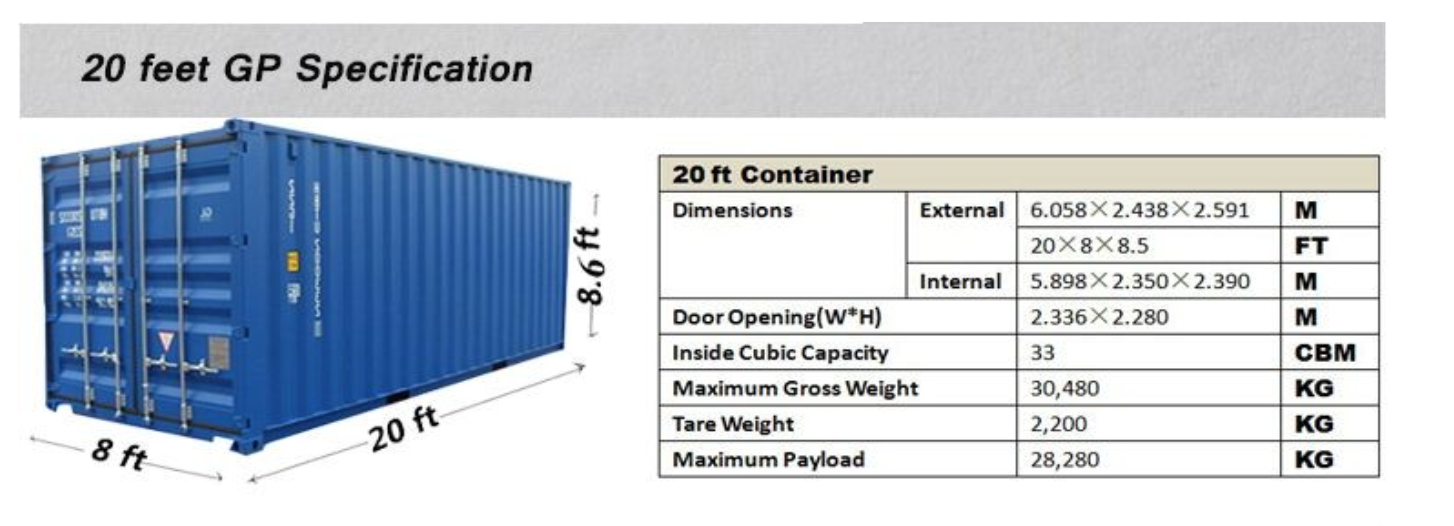 20 feet GP Specification
8 ft
20 ft
8.6 ft
20 ft Container
Dimensions External 6.058×2.438×2.591 M
20×8×8.5 FT
Internal 5.898×2.350×2.390 M
Door Opening(W*H) 2.336×2.280 M
Inside Cubic Capacity 33 CBM
Maximum Gross Weight 30,480 KG
Tare Weight 2,200 KG
Maximum Payload 28,280 KG